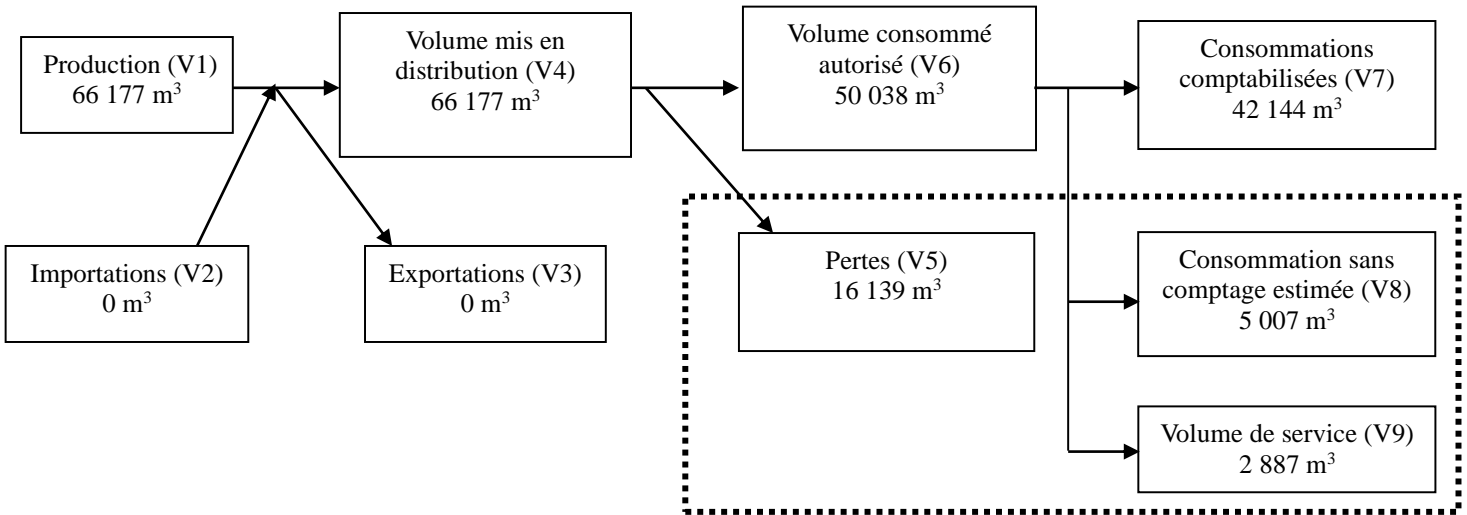 Production (V1)
66 177 m³
Volume mis en
distribution (V4)
66 177 m³
Volume consommé
autorisé (V6)
50 038 m³
Consommations
comptabilisées (V7)
42 144 m³
Importations (V2)
0 m³
Exportations (V3)
0 m³
Pertes (V5)
16 139 m³
Consommation sans
comptage estimée (V8)
5 007 m³
Volume de service (V9)
2 887 m³